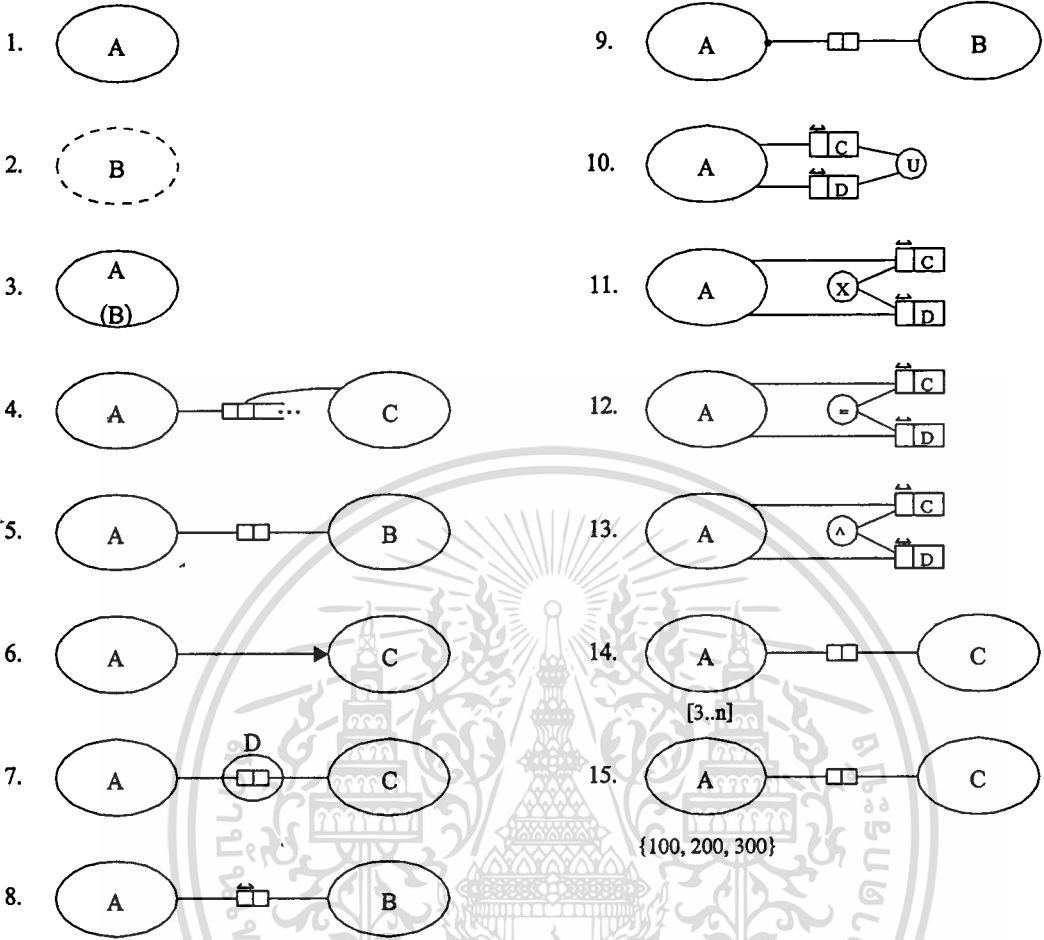 1. A
2. B
3. A
(B)
4. A ... C
5. A B
6. A C
7. A D C
8. A B
9. A B
10. A C U
D
11. A C
X
D
12. A C
=
D
13. A C
^
D
14. A C
[3..n]
15. A C
{100, 200, 300}